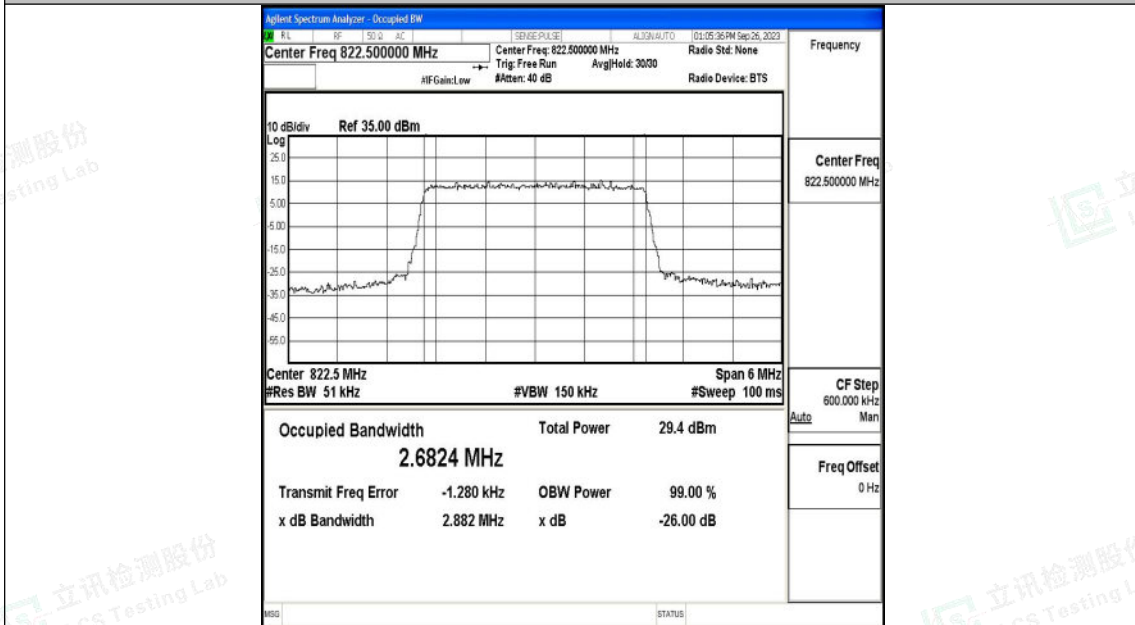 Agilent Spectrum Analyzer - Occupied BW
RL RF 50 Ω AC SENSE:PULSE ALIGNAUTO 01:05:36 PM Sep 26, 2023
Center Freq 822.500000 MHz
Center Freq: 822.500000 MHz
Radio Std: None
Trig: Free Run Avg|Hold: 30/30
#IFGain:Low
#Atten: 40 dB
Radio Device: BTS
Frequency
10 dB/div Ref 35.00 dBm
Log
25.0
15.0
5.00
-5.00
-15.0
-25.0
-35.0
-45.0
-55.0
Center 822.5 MHz
Span 6 MHz
#Res BW 51 kHz
#VBW 150 kHz
#Sweep 100 ms
Center Freq
822.500000 MHz
CF Step
600.000 kHz
Auto Man
Freq Offset
0 Hz
Occupied Bandwidth
2.6824 MHz
Total Power 29.4 dBm
Transmit Freq Error -1.280 kHz
OBW Power 99.00 %
x dB Bandwidth 2.882 MHz
x dB -26.00 dB
MSG
STATUS
测股份
sting Lab
立讯检测股份
CS Testing Lab
立讯检测股份
CS Testing L